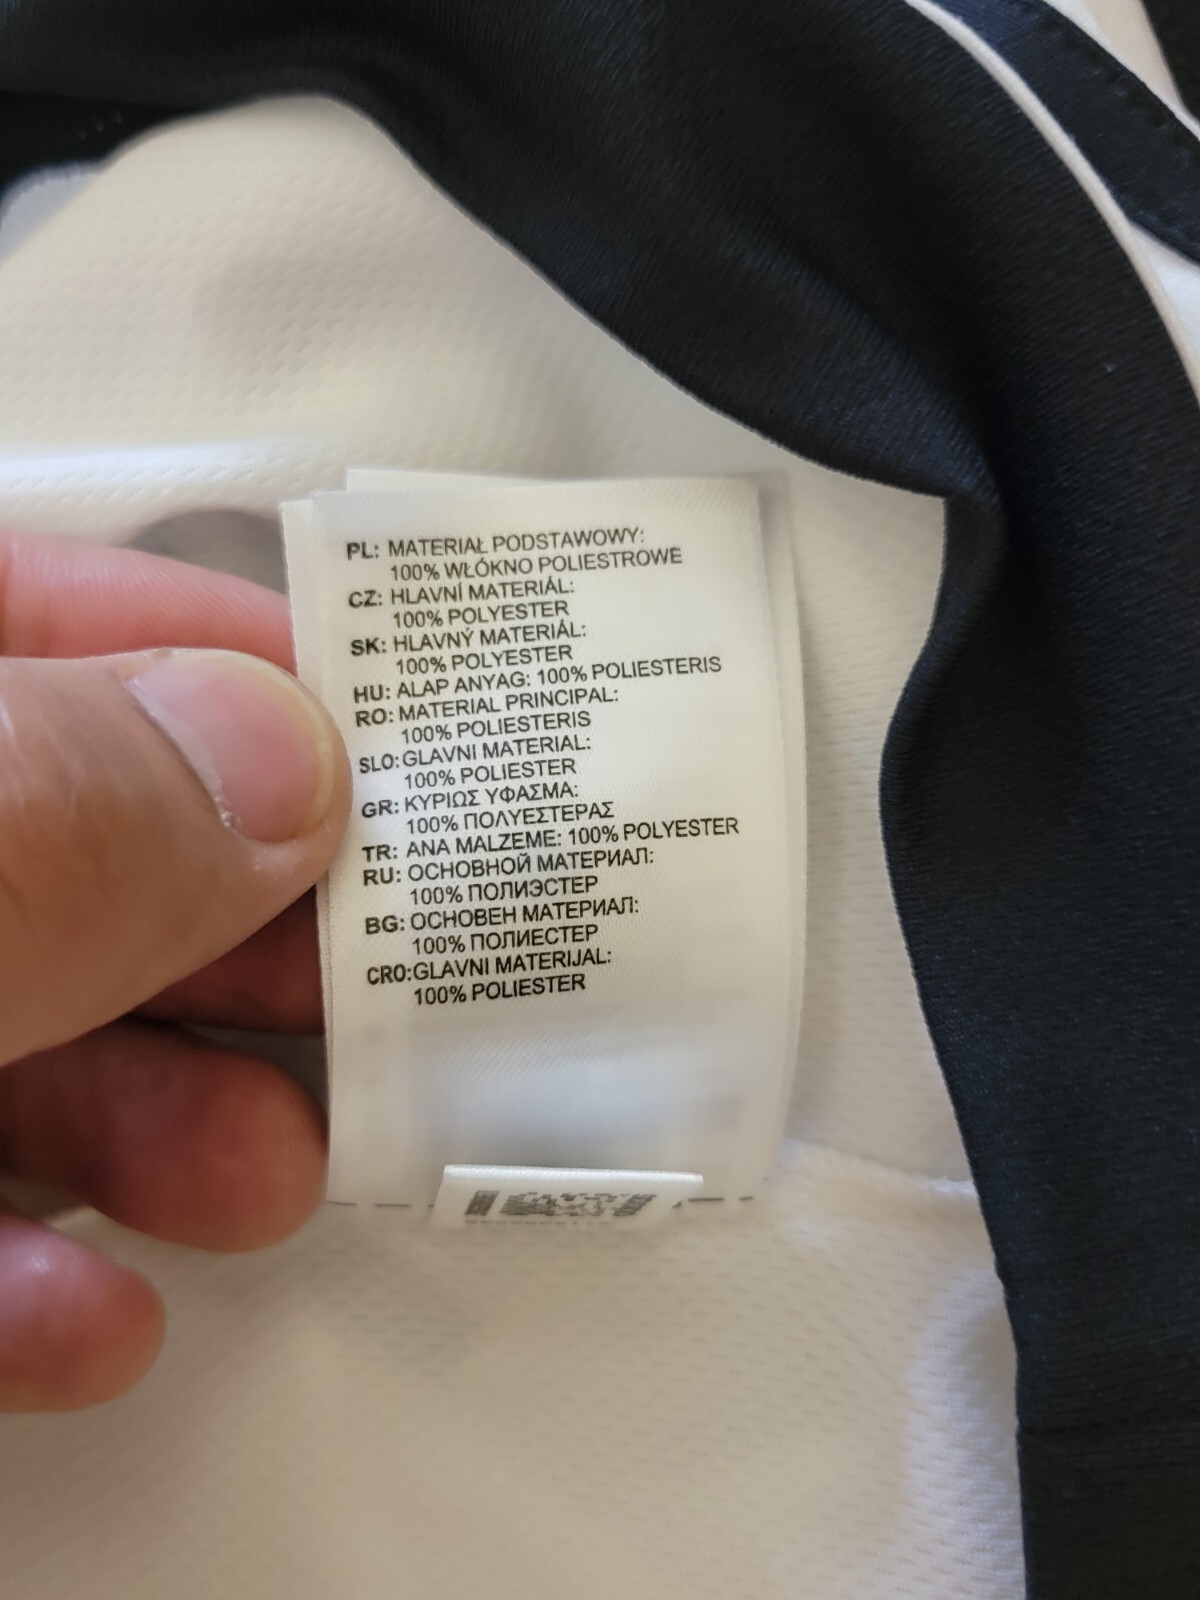 PL: MATERIAŁ PODSTAWOWY:
100% WŁÓKNO POLIESTROWE
CZ: HLAVNÍ MATERIÁL:
100% POLYESTER
SK: HLAVNÝ MATERIÁL:
100% POLYESTER
HU: ALAP ANYAG: 100% POLIESTERIS
RO: MATERIAL PRINCIPAL:
100% POLIESTERIS
SLO: GLAVNI MATERIAL:
100% POLIESTER
GR: ΚΥΡΙΩΣ ΥΦΑΣΜΑ:
100% ΠΟΛΥΕΣΤΕΡΑΣ
TR: ANA MALZEME: 100% POLYESTER
RU: ОСНОВНОЙ МАТЕРИАЛ:
100% ПОЛИЭСТЕР
BG: ОСНОВЕН МАТЕРИАЛ:
100% ПОЛИЕСТЕР
CRO: GLAVNI MATERIJAL:
100% POLIESTER